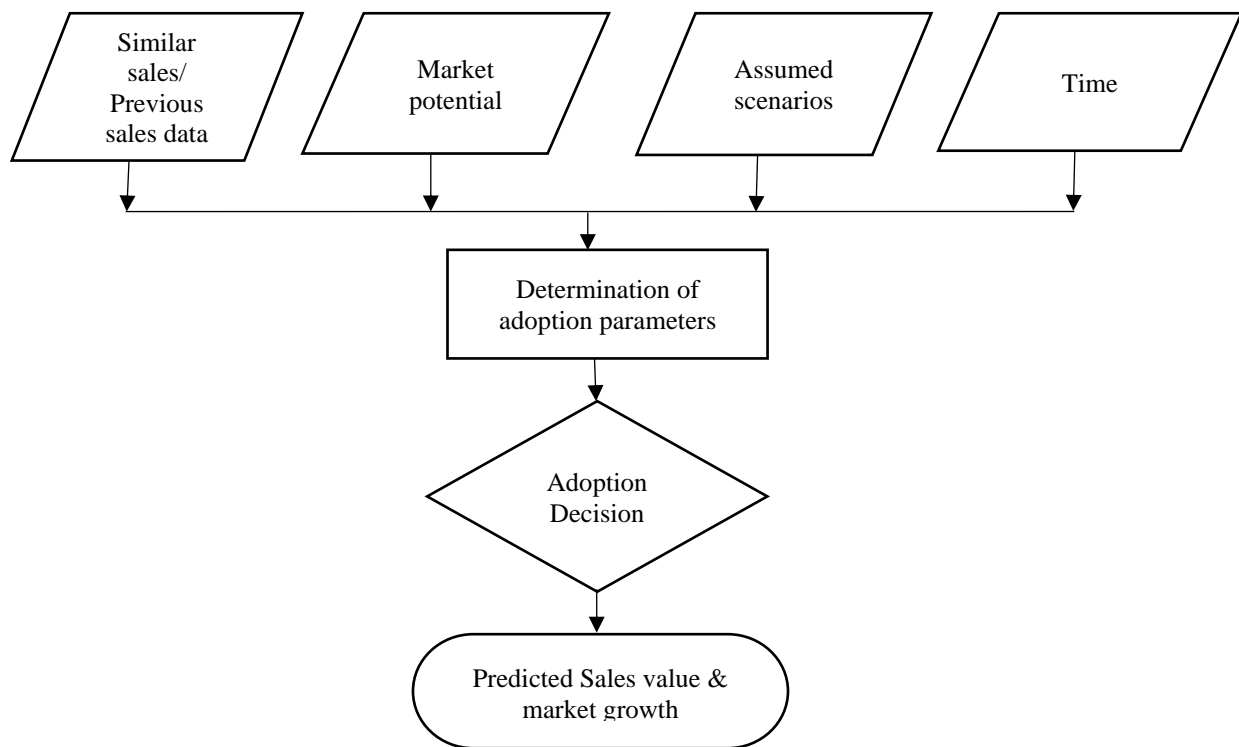 Similar
sales/
Previous
sales data
Market
potential
Assumed
scenarios
Time
Determination of
adoption parameters
Adoption
Decision
Predicted Sales value &
market growth